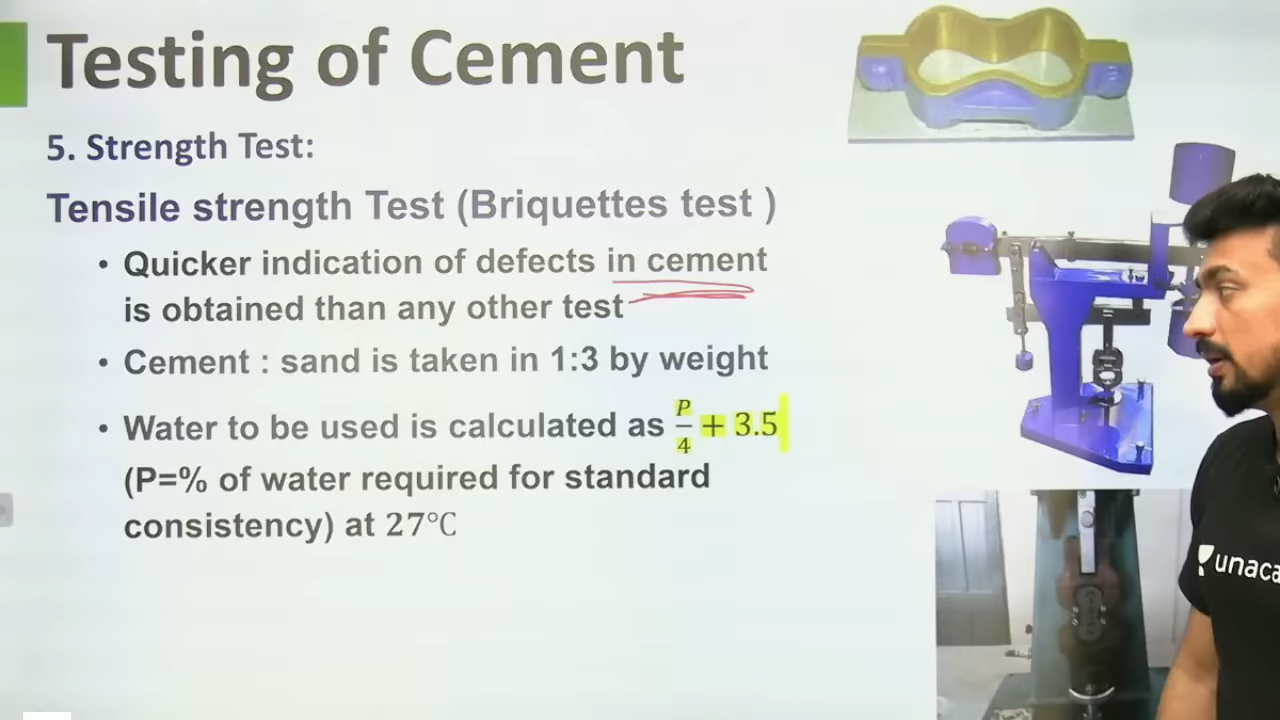 Testing of Cement
5. Strength Test:
Tensile strength Test (Briquettes test )
• Quicker indication of defects in cement
is obtained than any other test
• Cement : sand is taken in 1:3 by weight
• Water to be used is calculated as P/4 + 3.5
(P=% of water required for standard
consistency) at 27°C
unaca